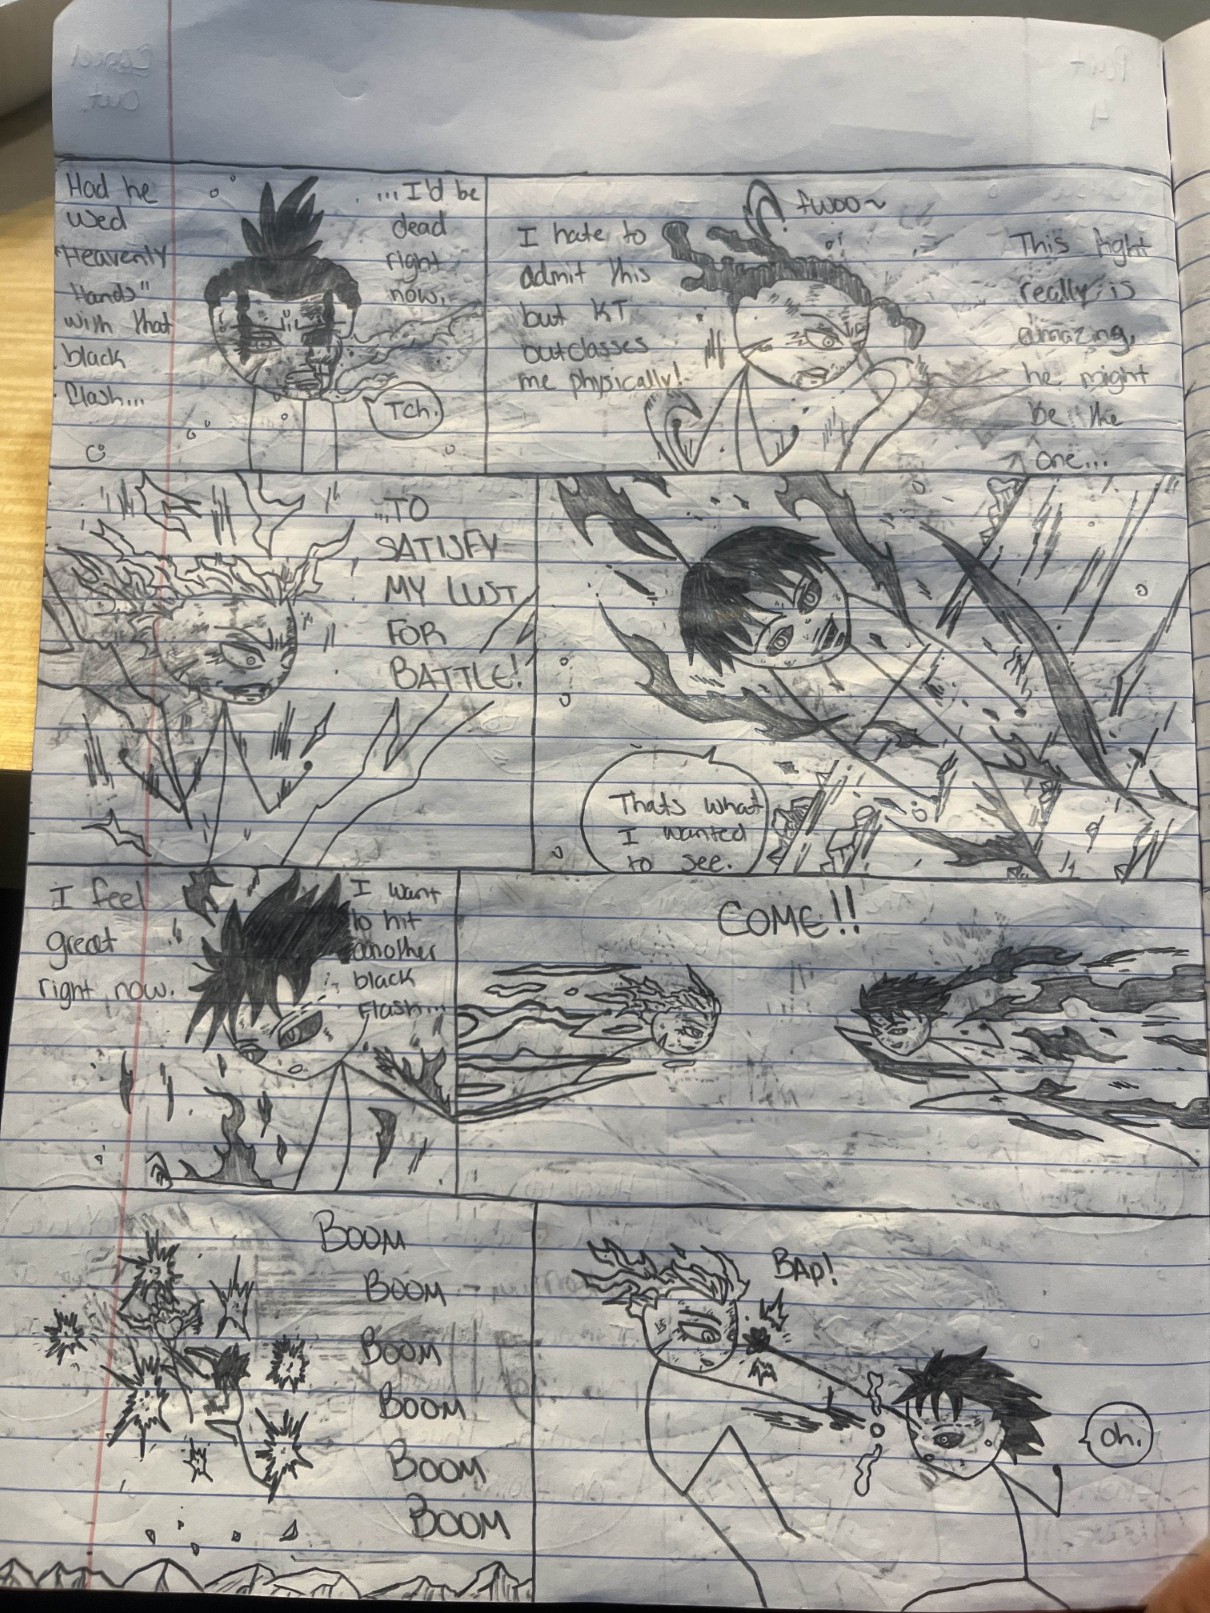 Had he
used
"Heavenly
Hands"
with that
black
flash...
...I'd be
dead
right
now.
Tch.
I hate to
admit this
but KT
outclasses
me physically!
fwoo~
This fight
really is
amazing,
he might
be the
one...
...TO
SATISFY
MY LUST
FOR
BATTLE!
Thats what
I wanted
to see.
I feel
great
right now.
I want
to hit
another
black
flash...
COME!!
BOOM
BOOM
BOOM
BOOM
BOOM
BOOM
BAP!
Oh.